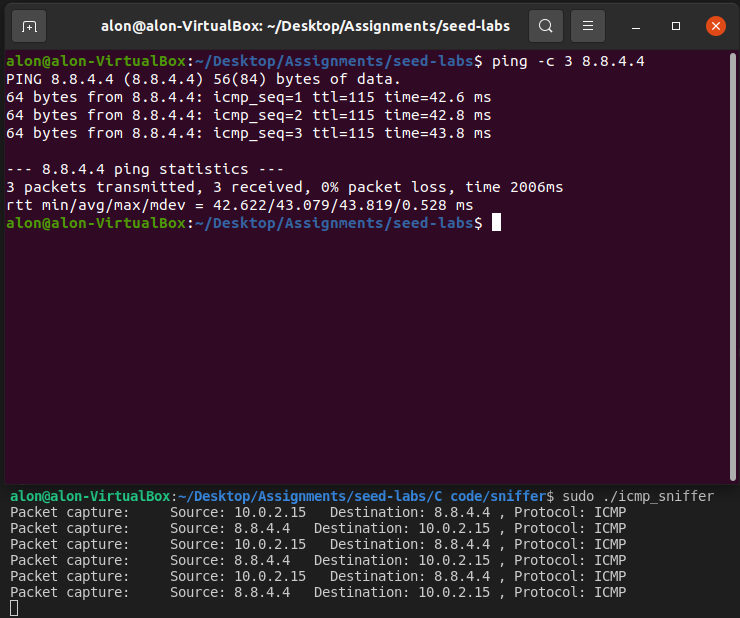 alon@alon-VirtualBox: ~/Desktop/Assignments/seed-labs
alon@alon-VirtualBox:~/Desktop/Assignments/seed-labs$ ping -c 3 8.8.4.4
PING 8.8.4.4 (8.8.4.4) 56(84) bytes of data.
64 bytes from 8.8.4.4: icmp_seq=1 ttl=115 time=42.6 ms
64 bytes from 8.8.4.4: icmp_seq=2 ttl=115 time=42.8 ms
64 bytes from 8.8.4.4: icmp_seq=3 ttl=115 time=43.8 ms
--- 8.8.4.4 ping statistics ---
3 packets transmitted, 3 received, 0% packet loss, time 2006ms
rtt min/avg/max/mdev = 42.622/43.079/43.819/0.528 ms
alon@alon-VirtualBox:~/Desktop/Assignments/seed-labs$
alon@alon-VirtualBox:~/Desktop/Assignments/seed-labs/C code/sniffer$ sudo ./icmp_sniffer
Packet capture:     Source: 10.0.2.15   Destination: 8.8.4.4 , Protocol: ICMP
Packet capture:     Source: 8.8.4.4   Destination: 10.0.2.15 , Protocol: ICMP
Packet capture:     Source: 10.0.2.15   Destination: 8.8.4.4 , Protocol: ICMP
Packet capture:     Source: 8.8.4.4   Destination: 10.0.2.15 , Protocol: ICMP
Packet capture:     Source: 10.0.2.15   Destination: 8.8.4.4 , Protocol: ICMP
Packet capture:     Source: 8.8.4.4   Destination: 10.0.2.15 , Protocol: ICMP